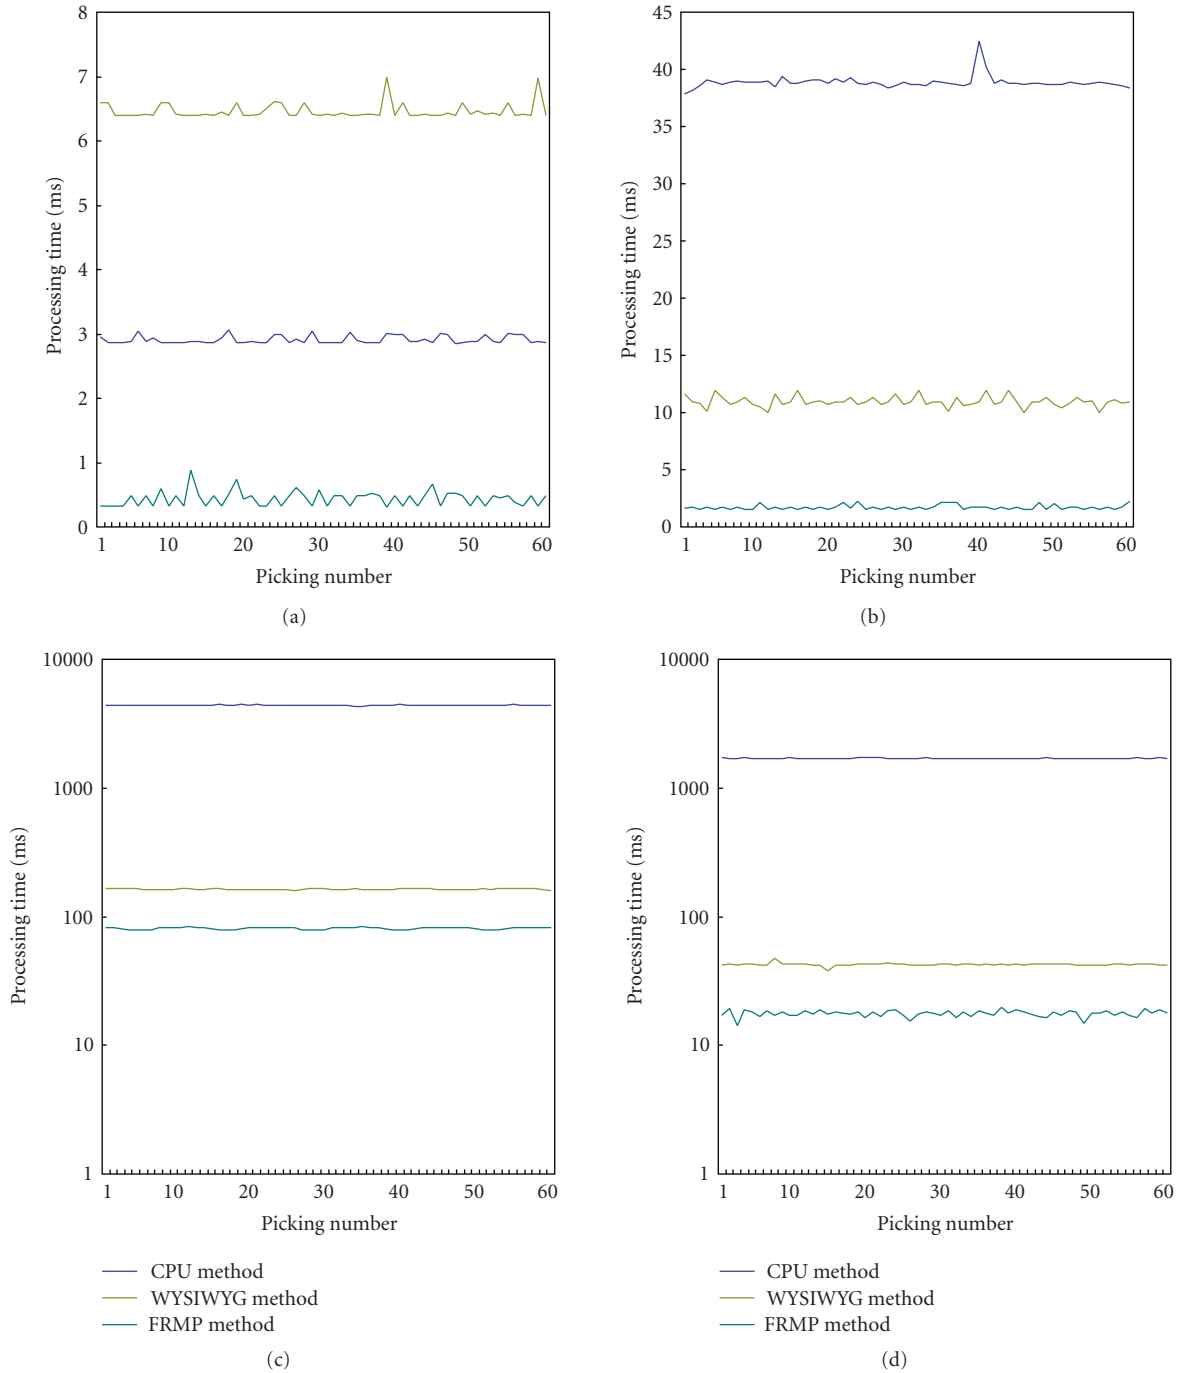 8
7
6
5
4
3
2
1
0
Processing time (ms)
1 10 20 30 40 50 60
Picking number
(a)
45
40
35
30
25
20
15
10
5
0
Processing time (ms)
1 10 20 30 40 50 60
Picking number
(b)
10000
1000
100
10
1
Processing time (ms)
1 10 20 30 40 50 60
Picking number
CPU method
WYSIWYG method
FRMP method
(c)
10000
1000
100
10
1
Processing time (ms)
1 10 20 30 40 50 60
Picking number
CPU method
WYSIWYG method
FRMP method
(d)